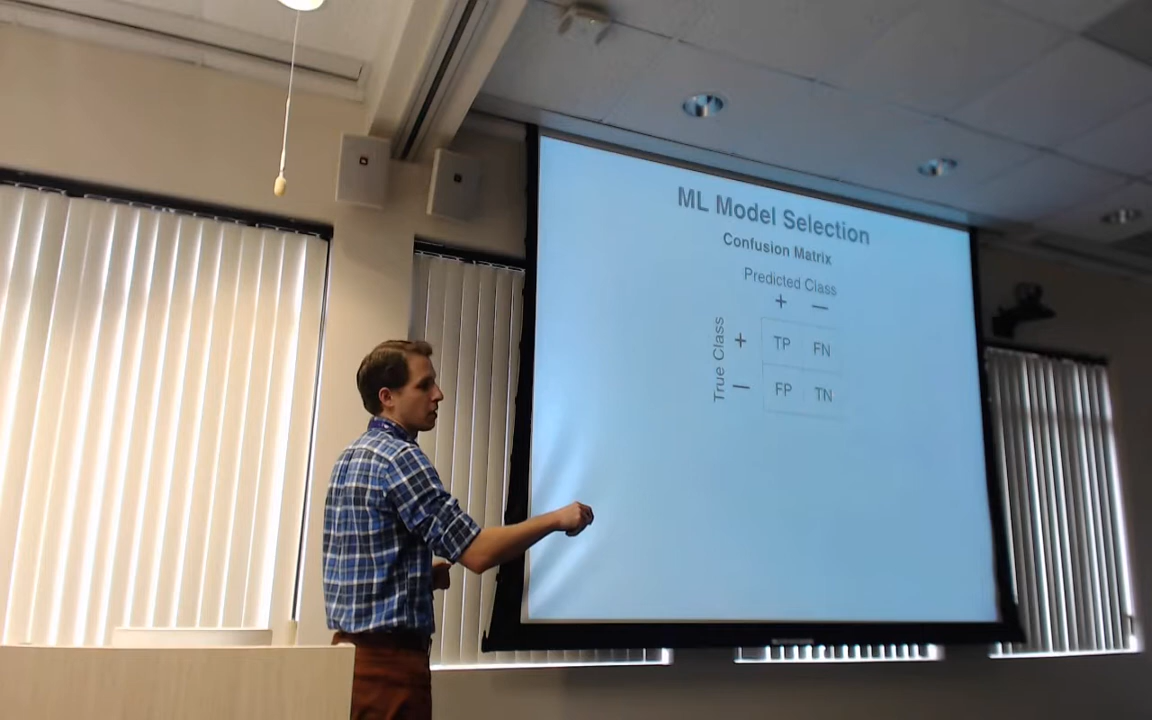 ML Model Selection
Confusion Matrix
Predicted Class
+ —
True Class
+ TP FN
— FP TN